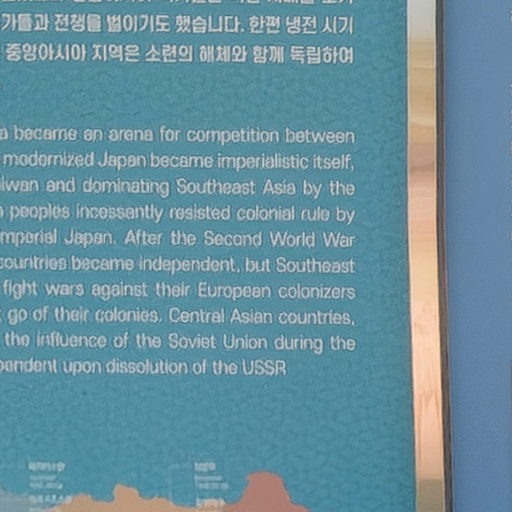 가들과 전쟁을 벌이기도 했습니다. 한편 냉전 시기
중앙아시아 지역은 소련의 해체와 함께 독립하여
became an arena for competition between
modernized Japan became imperialistic itself,
and dominating Southeast Asia by the
peoples incessantly resisted colonial rule by
Imperial Japan. After the Second World War
countries became independent, but Southeast
fight wars against their European colonizers
go of their colonies. Central Asian countries,
the influence of the Soviet Union during the
upon dissolution of the USSR